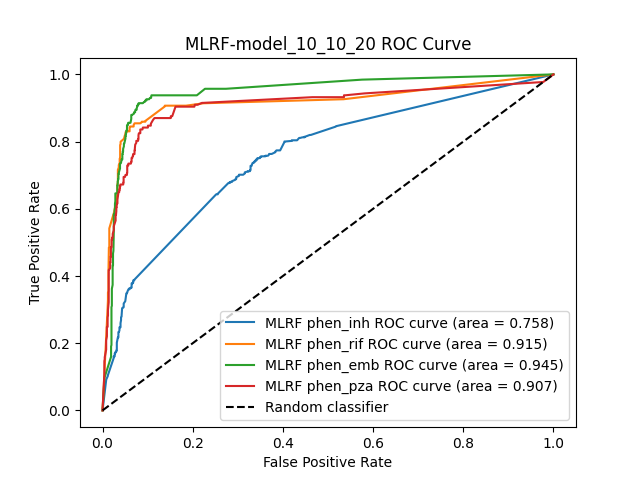 MLRF-model_10_10_20 ROC Curve
True Positive Rate
1.0
0.8
0.6
0.4
0.2
0.0
MLRF phen_inh ROC curve (area = 0.758)
MLRF phen_rif ROC curve (area = 0.915)
MLRF phen_emb ROC curve (area = 0.945)
MLRF phen_pza ROC curve (area = 0.907)
Random classifier
0.0 0.2 0.4 0.6 0.8 1.0
False Positive Rate